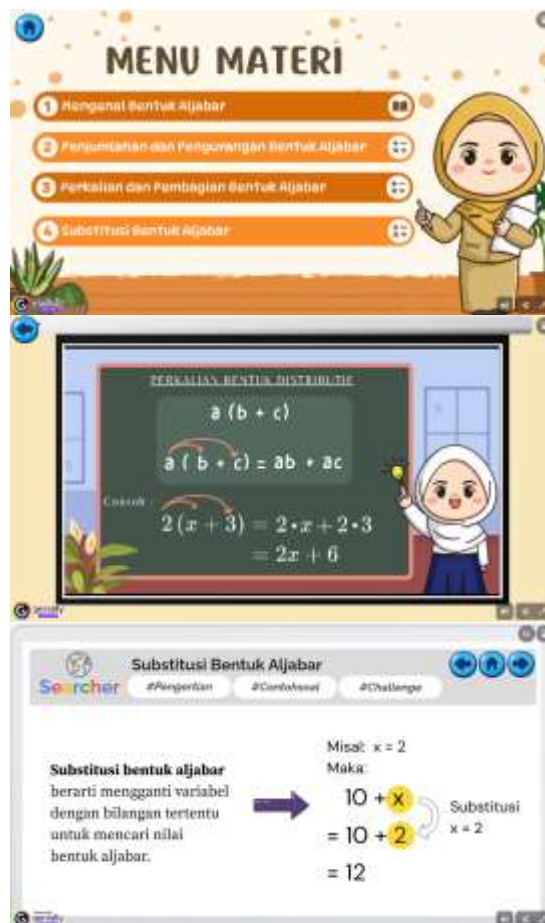 MENU MATERI
1 Mengenal Bentuk Aljabar
2 Penjumlahan dan Pengurangan Bentuk Aljabar
3 Perkalian dan Pembagian Bentuk Aljabar
4 Substitusi Bentuk Aljabar
PERKALIAN BENTUK DISTRIBUTIF
a (b + c)
a ( b + c) = ab + ac
Contoh :
2(x + 3) = 2•x + 2•3
= 2x + 6
Substitusi Bentuk Aljabar
Searcher #Pengertian #Contohsoal #Challenge
Substitusi bentuk aljabar
berarti mengganti variabel
dengan bilangan tertentu
untuk mencari nilai
bentuk aljabar.
Misal: x = 2
Maka:
10 + x
= 10 + 2
= 12
Substitusi
x = 2